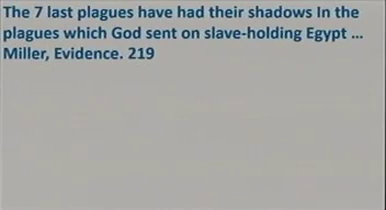 The 7 last plagues have had their shadows In the
plagues which God sent on slave-holding Egypt ...
Miller, Evidence. 219